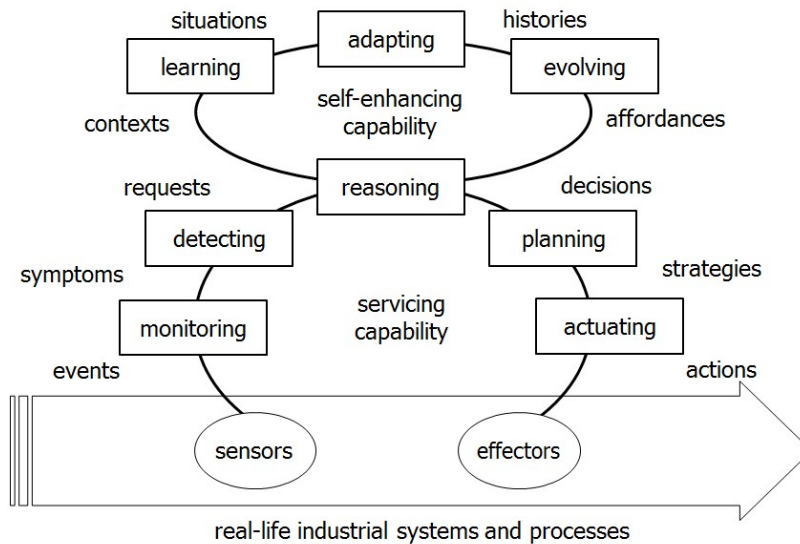 situations
histories
adapting
learning
evolving
self-enhancing
capability
contexts
affordances
requests
reasoning
decisions
detecting
planning
symptoms
strategies
servicing
capability
monitoring
actuating
events
actions
sensors
effectors
real-life industrial systems and processes